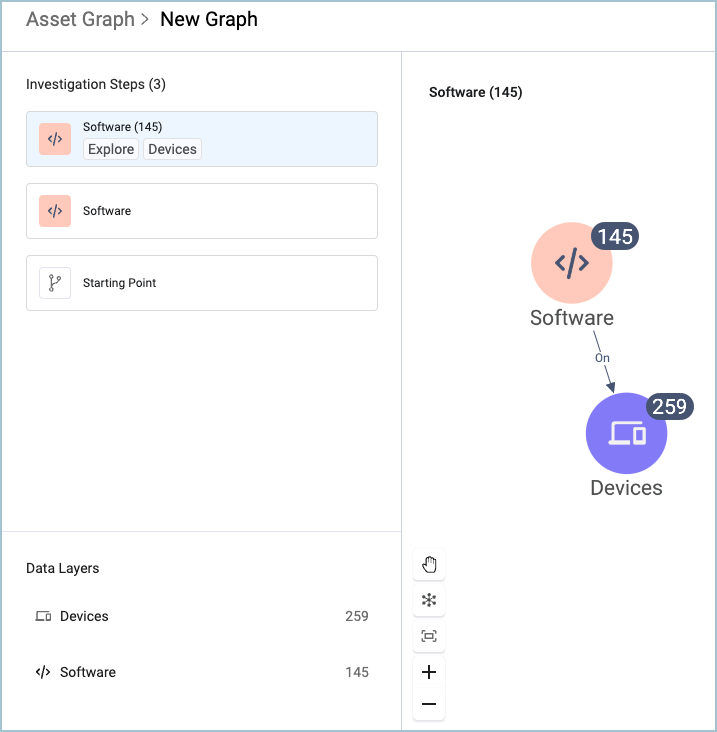 Asset Graph > New Graph
Investigation Steps (3)
Software (145)
Explore Devices
Software
Starting Point
Data Layers
Devices 259
Software 145
Software (145)
145
Software
On
259
Devices